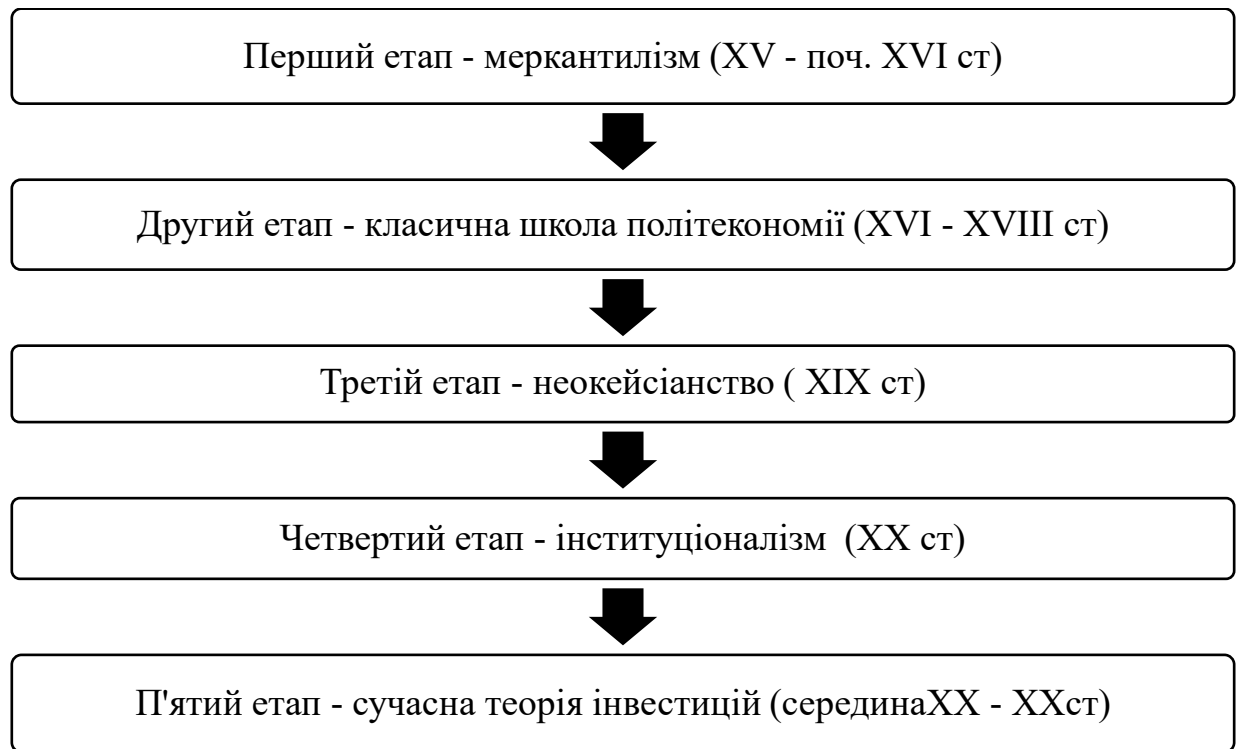 Перший етап - меркантилізм (XV - поч. XVI ст)
Другий етап - класична школа політекономії (XVI - XVIII ст)
Третій етап - неокейсіанство ( XIX ст)
Четвертий етап - інституціоналізм  (XX ст)
П'ятий етап - сучасна теорія інвестицій (серединаXX - XXст)